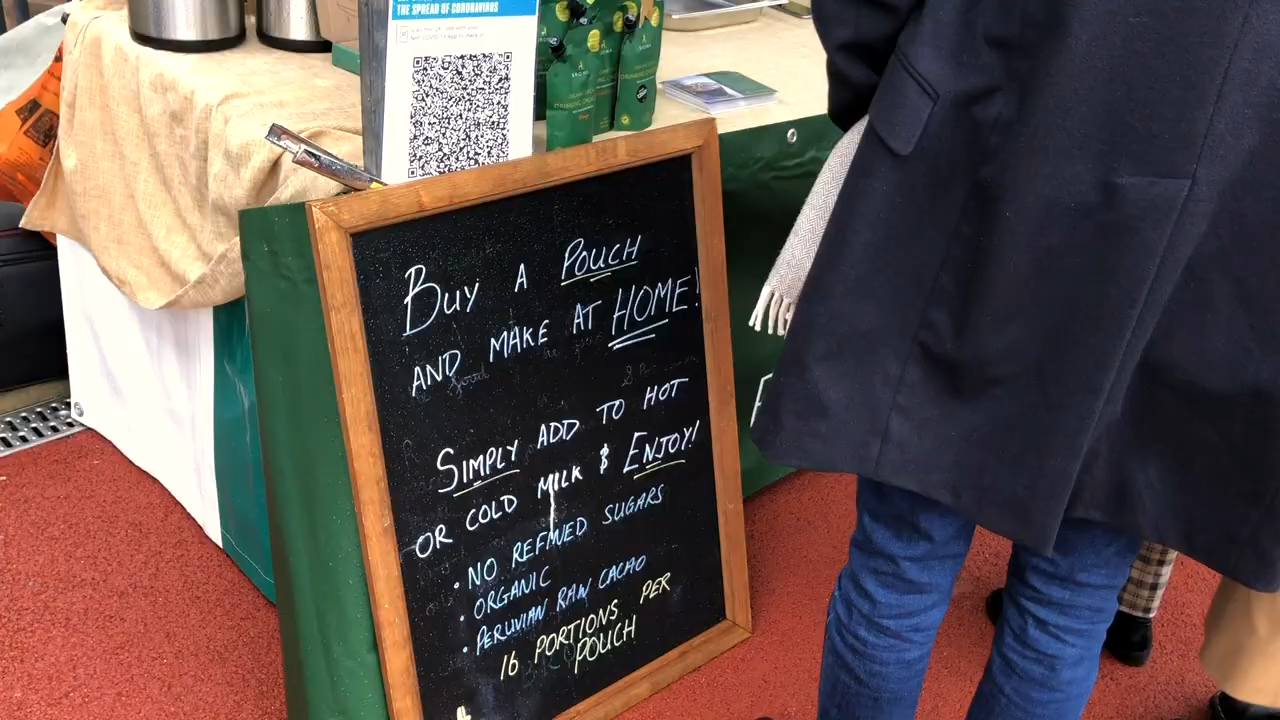 THE SPREAD OF CORONAVIRUS
BUY A POUCH
AND MAKE AT HOME!
SIMPLY ADD TO HOT
OR COLD MILK & ENJOY!
• NO REFINED SUGARS
• ORGANIC
• PERUVIAN RAW CACAO
16 PORTIONS PER
POUCH